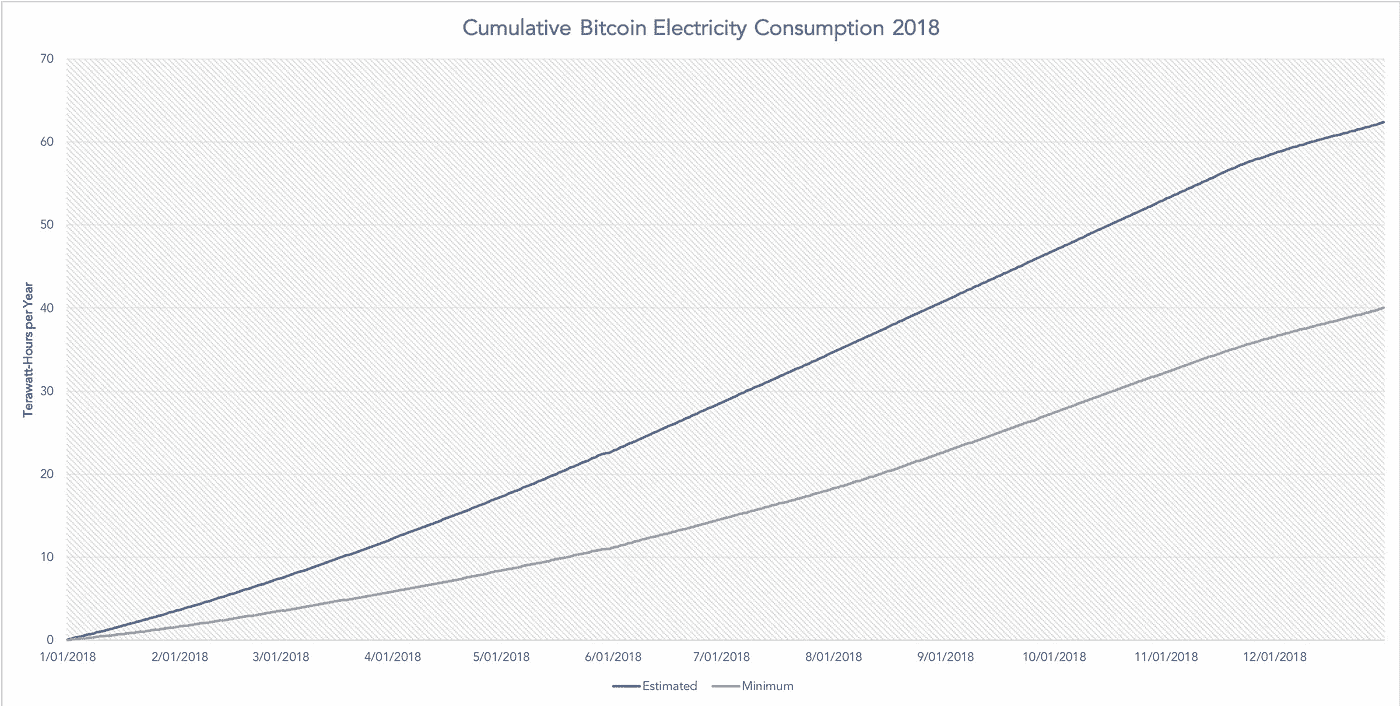 Cumulative Bitcoin Electricity Consumption 2018
70
60
50
40
30
20
10
0
Terawatt-Hours per Year
1/01/2018 2/01/2018 3/01/2018 4/01/2018 5/01/2018 6/01/2018 7/01/2018 8/01/2018 9/01/2018 10/01/2018 11/01/2018 12/01/2018
Estimated Minimum